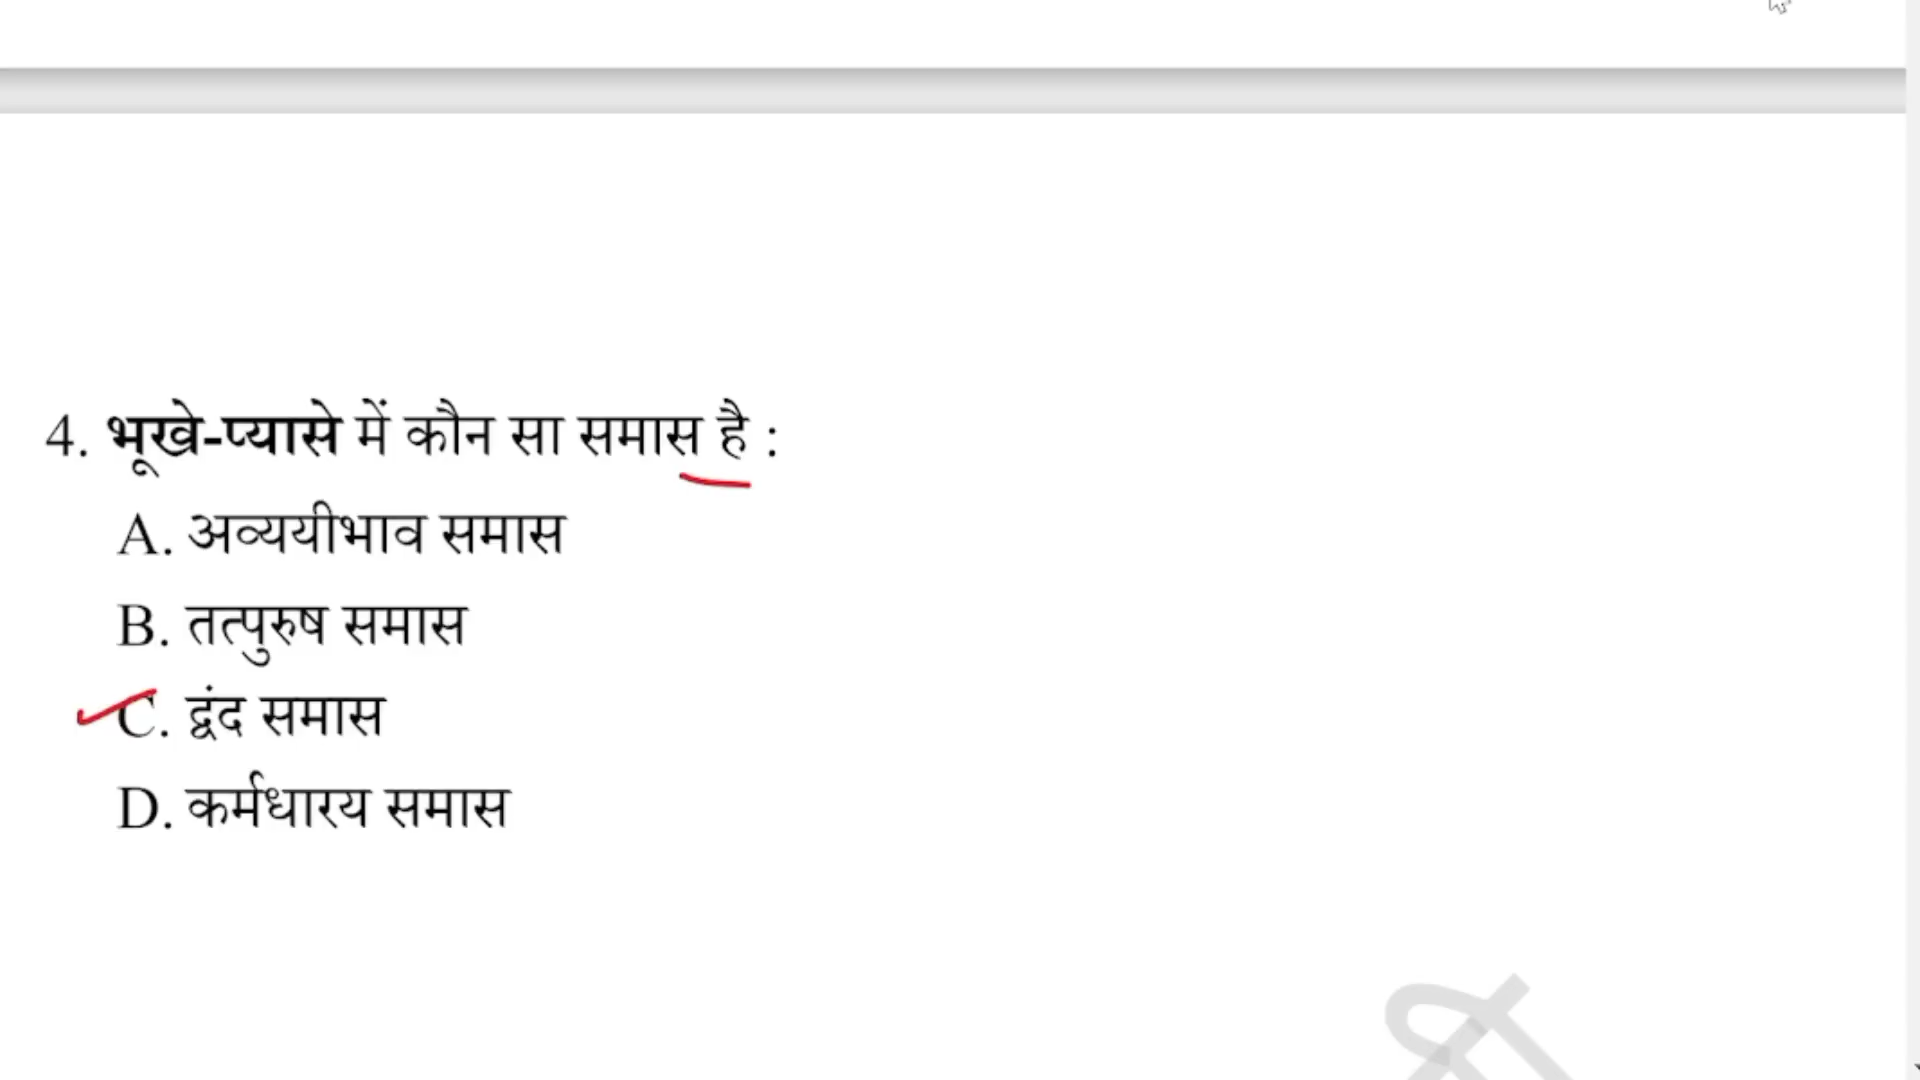 4. भूखे-प्यासे में कौन सा समास है :
A. अव्ययीभाव समास
B. तत्पुरुष समास
C. द्वंद समास
D. कर्मधारय समास